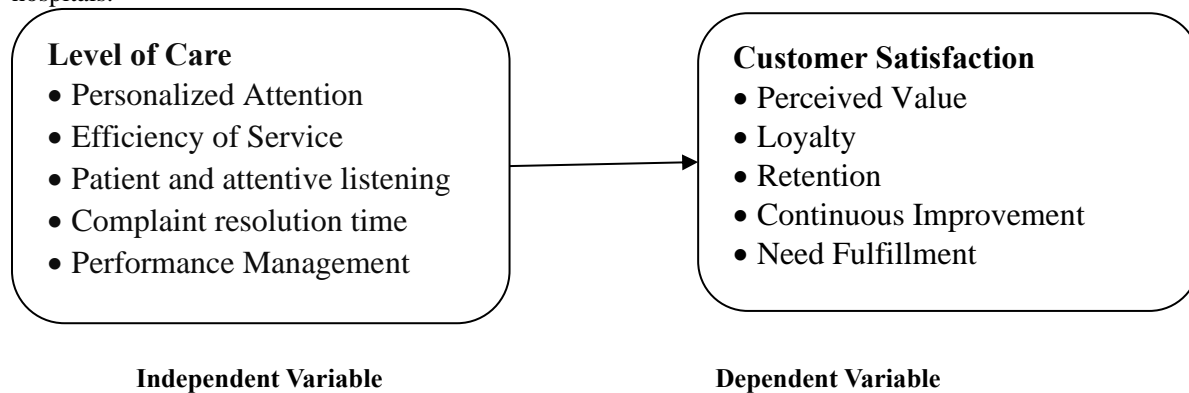 hospitals.
Level of Care
• Personalized Attention
• Efficiency of Service
• Patient and attentive listening
• Complaint resolution time
• Performance Management
Customer Satisfaction
• Perceived Value
• Loyalty
• Retention
• Continuous Improvement
• Need Fulfillment
Independent Variable
Dependent Variable